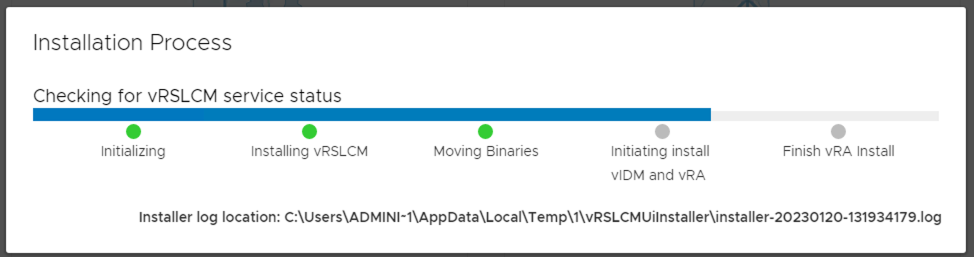 Installation Process
Checking for vRSLCM service status
Initializing
Installing vRSLCM
Moving Binaries
Initiating install
vIDM and vRA
Finish vRA Install
Installer log location: C:\Users\ADMINI~1\AppData\Local\Temp\1\vRSLCMUiInstaller\installer-20230120-131934179.log